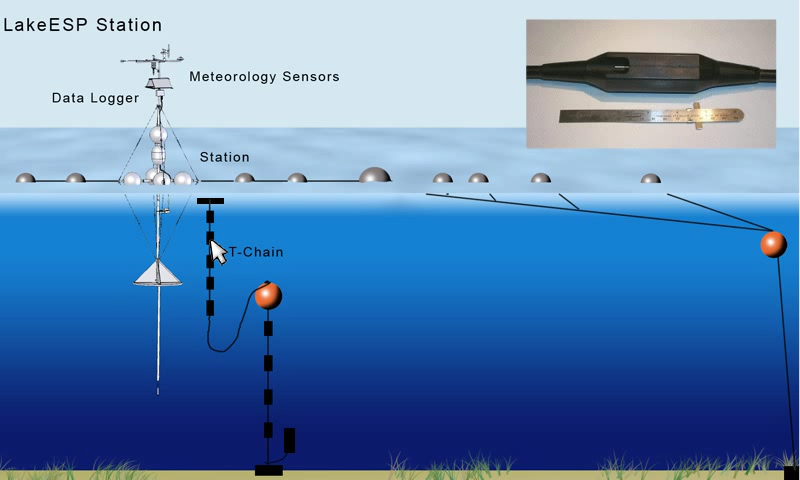 LakeESP Station
Meteorology Sensors
Data Logger
Station
T-Chain